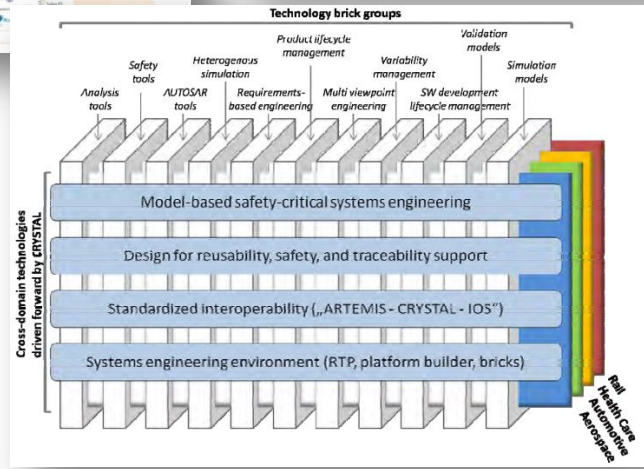 Technology brick groups
Analysis
tools
Safety
tools
AUTOSAR
tools
Heterogenous
simulation
Requirements-
based engineering
Product lifecycle
management
Multi viewpoint
engineering
Variability
management
SW development
lifecycle management
Validation
models
Simulation
models
Cross-domain technologies
driven forward by CRYSTAL
Model-based safety-critical systems engineering
Design for reusability, safety, and traceability support
Standardized interoperability („ARTEMIS - CRYSTAL - IOS“)
Systems engineering environment (RTP, platform builder, bricks)
Rail
Health Care
Automotive
Aerospace